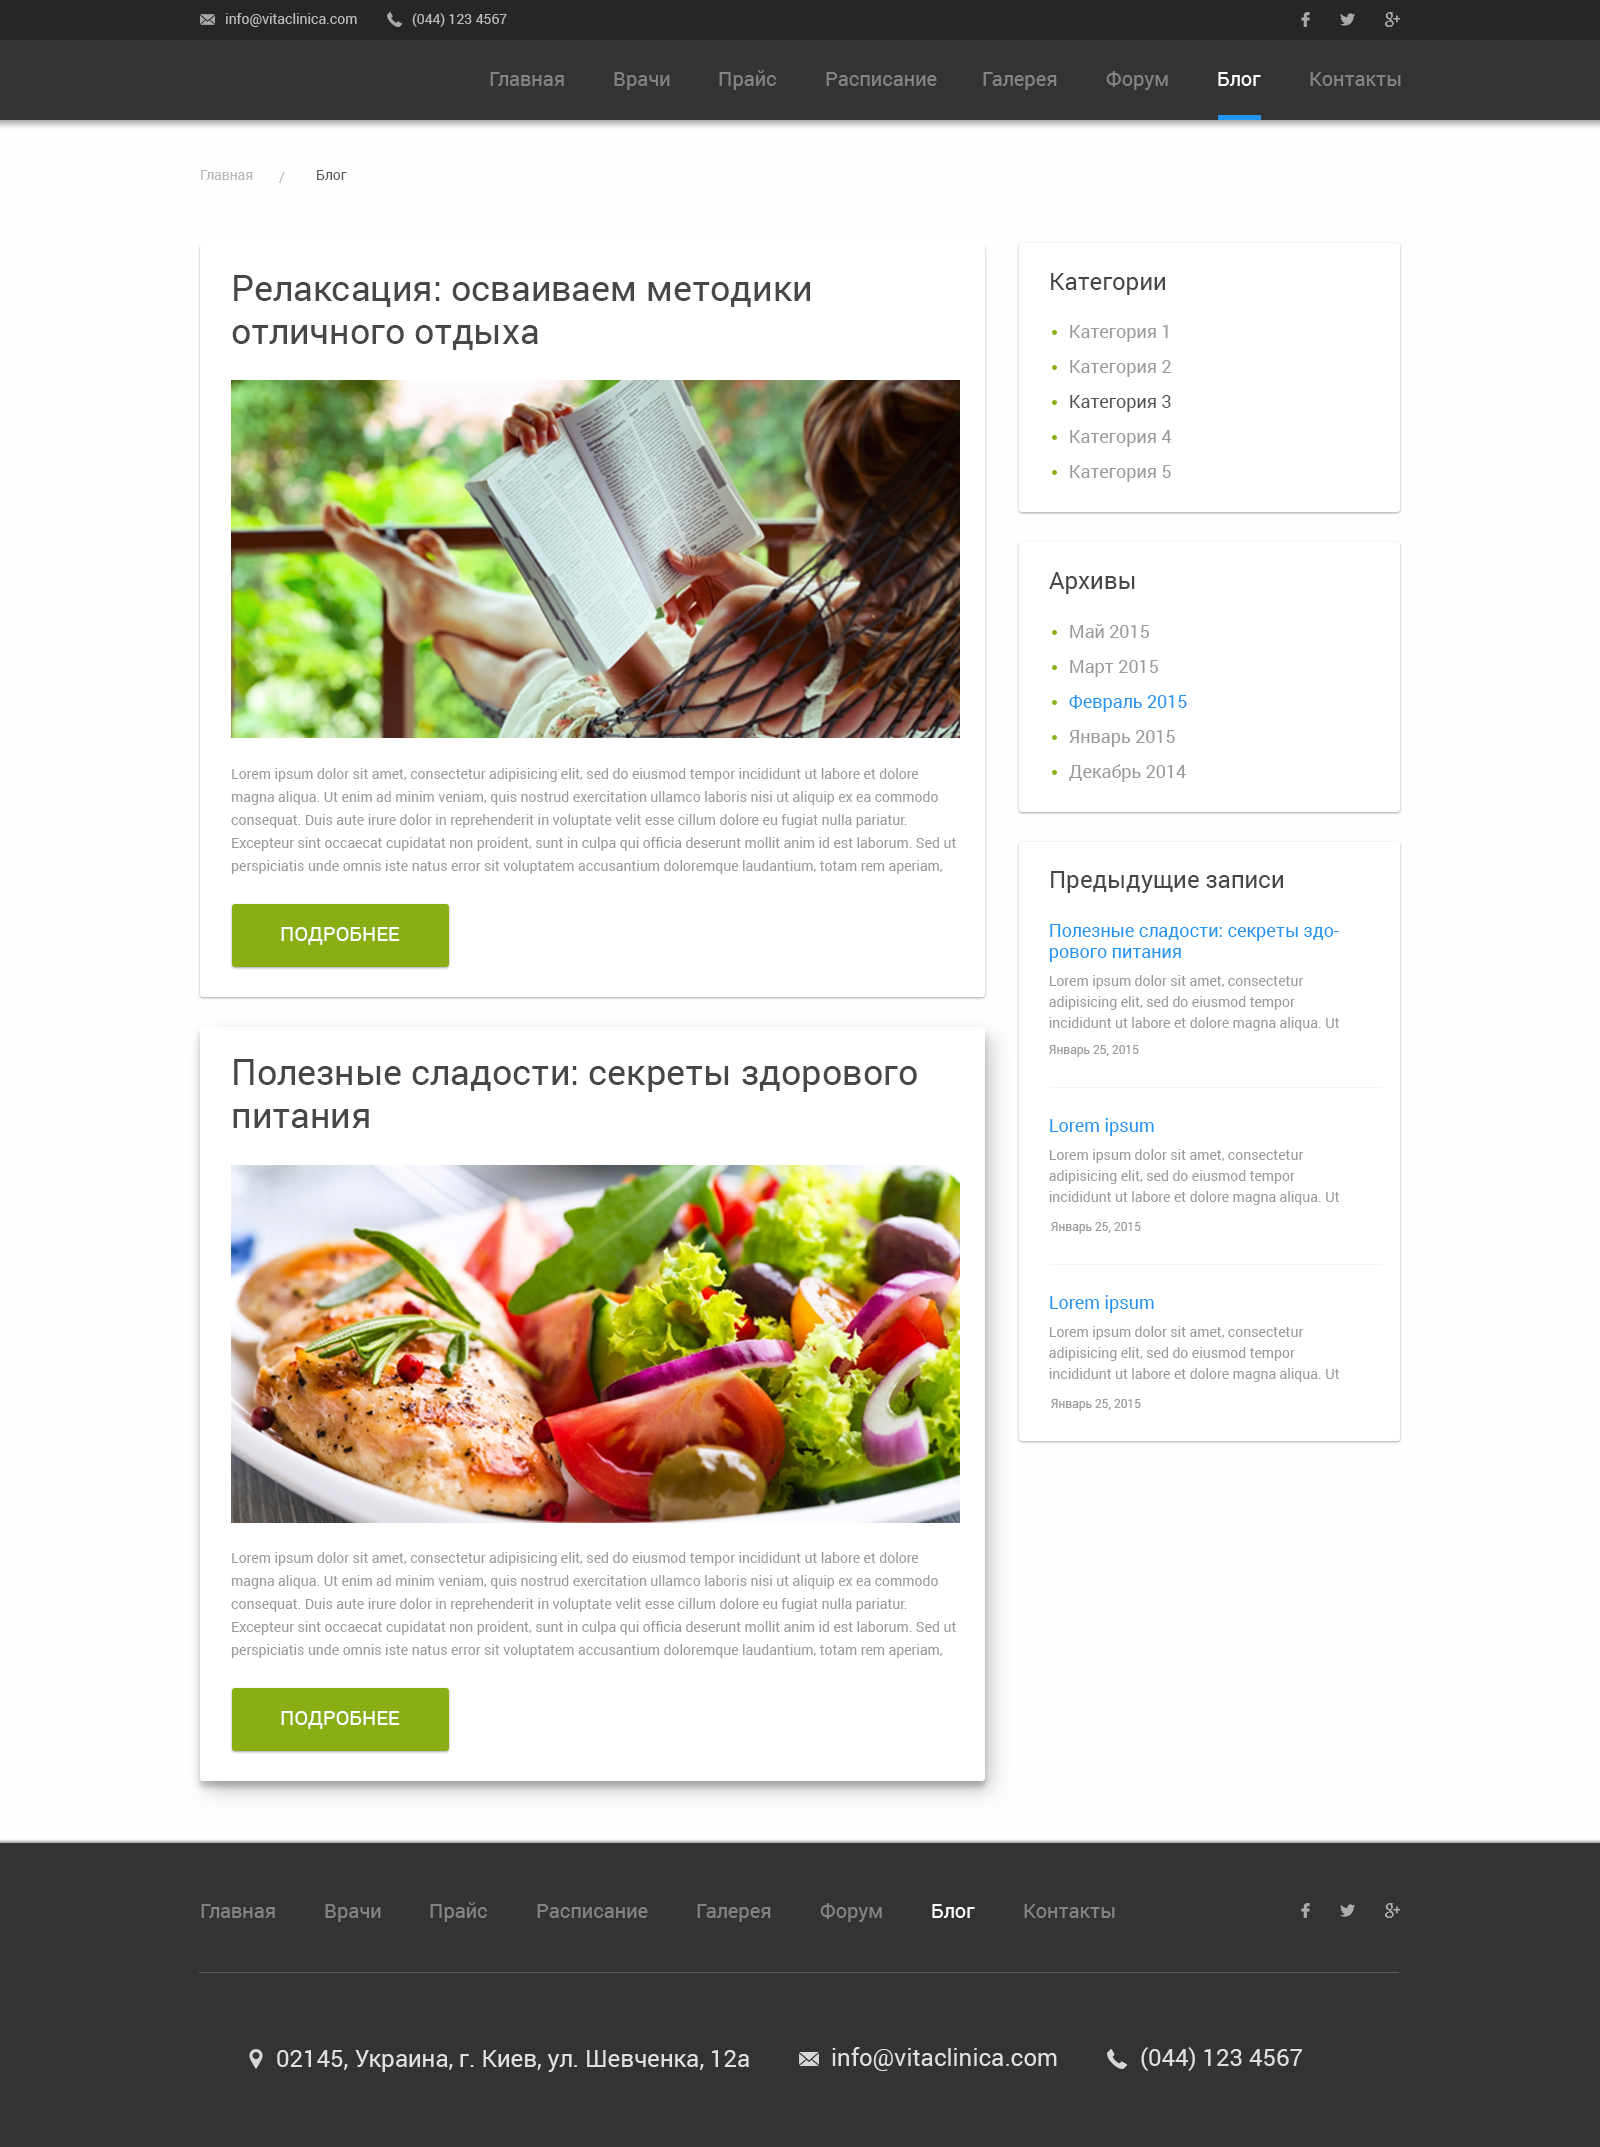 info@vitaclinica.com (044) 123 4567
Главная Врачи Прайс Расписание Галерея Форум Блог Контакты
Главная / Блог
Релаксация: осваиваем методики
отличного отдыха
Lorem ipsum dolor sit amet, consectetur adipisicing elit, sed do eiusmod tempor incididunt ut labore et dolore
magna aliqua. Ut enim ad minim veniam, quis nostrud exercitation ullamco laboris nisi ut aliquip ex ea commodo
consequat. Duis aute irure dolor in reprehenderit in voluptate velit esse cillum dolore eu fugiat nulla pariatur.
Excepteur sint occaecat cupidatat non proident, sunt in culpa qui officia deserunt mollit anim id est laborum. Sed ut
perspiciatis unde omnis iste natus error sit voluptatem accusantium doloremque laudantium, totam rem aperiam,
ПОДРОБНЕЕ
Полезные сладости: секреты здорового
питания
Lorem ipsum dolor sit amet, consectetur adipisicing elit, sed do eiusmod tempor incididunt ut labore et dolore
magna aliqua. Ut enim ad minim veniam, quis nostrud exercitation ullamco laboris nisi ut aliquip ex ea commodo
consequat. Duis aute irure dolor in reprehenderit in voluptate velit esse cillum dolore eu fugiat nulla pariatur.
Excepteur sint occaecat cupidatat non proident, sunt in culpa qui officia deserunt mollit anim id est laborum. Sed ut
perspiciatis unde omnis iste natus error sit voluptatem accusantium doloremque laudantium, totam rem aperiam,
ПОДРОБНЕЕ
Категории
Категория 1
Категория 2
Категория 3
Категория 4
Категория 5
Архивы
Май 2015
Март 2015
Февраль 2015
Январь 2015
Декабрь 2014
Предыдущие записи
Полезные сладости: секреты здо-
рового питания
Lorem ipsum dolor sit amet, consectetur
adipisicing elit, sed do eiusmod tempor
incididunt ut labore et dolore magna aliqua. Ut
Январь 25, 2015
Lorem ipsum
Lorem ipsum dolor sit amet, consectetur
adipisicing elit, sed do eiusmod tempor
incididunt ut labore et dolore magna aliqua. Ut
Январь 25, 2015
Lorem ipsum
Lorem ipsum dolor sit amet, consectetur
adipisicing elit, sed do eiusmod tempor
incididunt ut labore et dolore magna aliqua. Ut
Январь 25, 2015
Главная Врачи Прайс Расписание Галерея Форум Блог Контакты
02145, Украина, г. Киев, ул. Шевченка, 12а info@vitaclinica.com (044) 123 4567